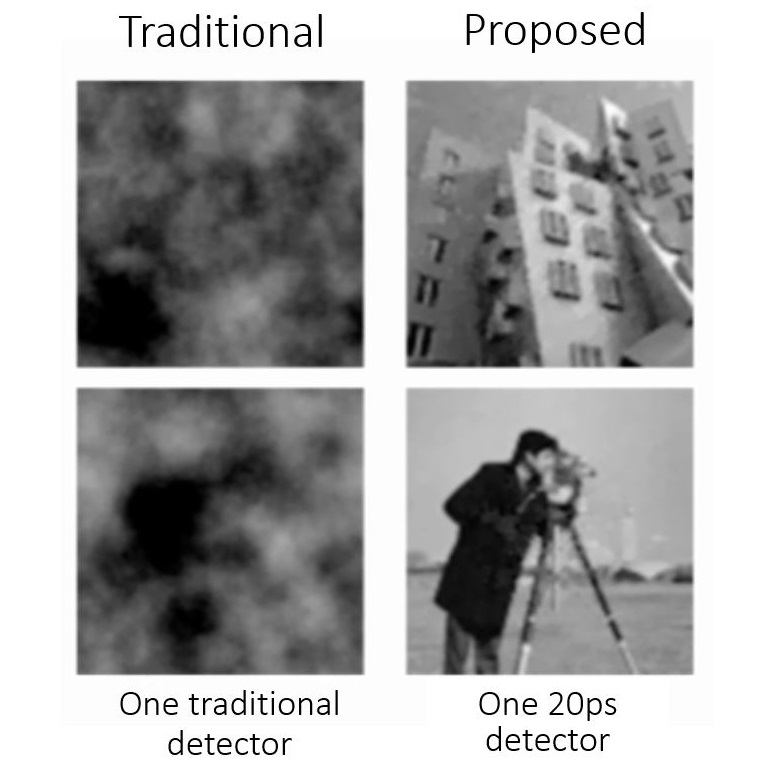 Traditional
Proposed
One traditional
detector
One 20ps
detector